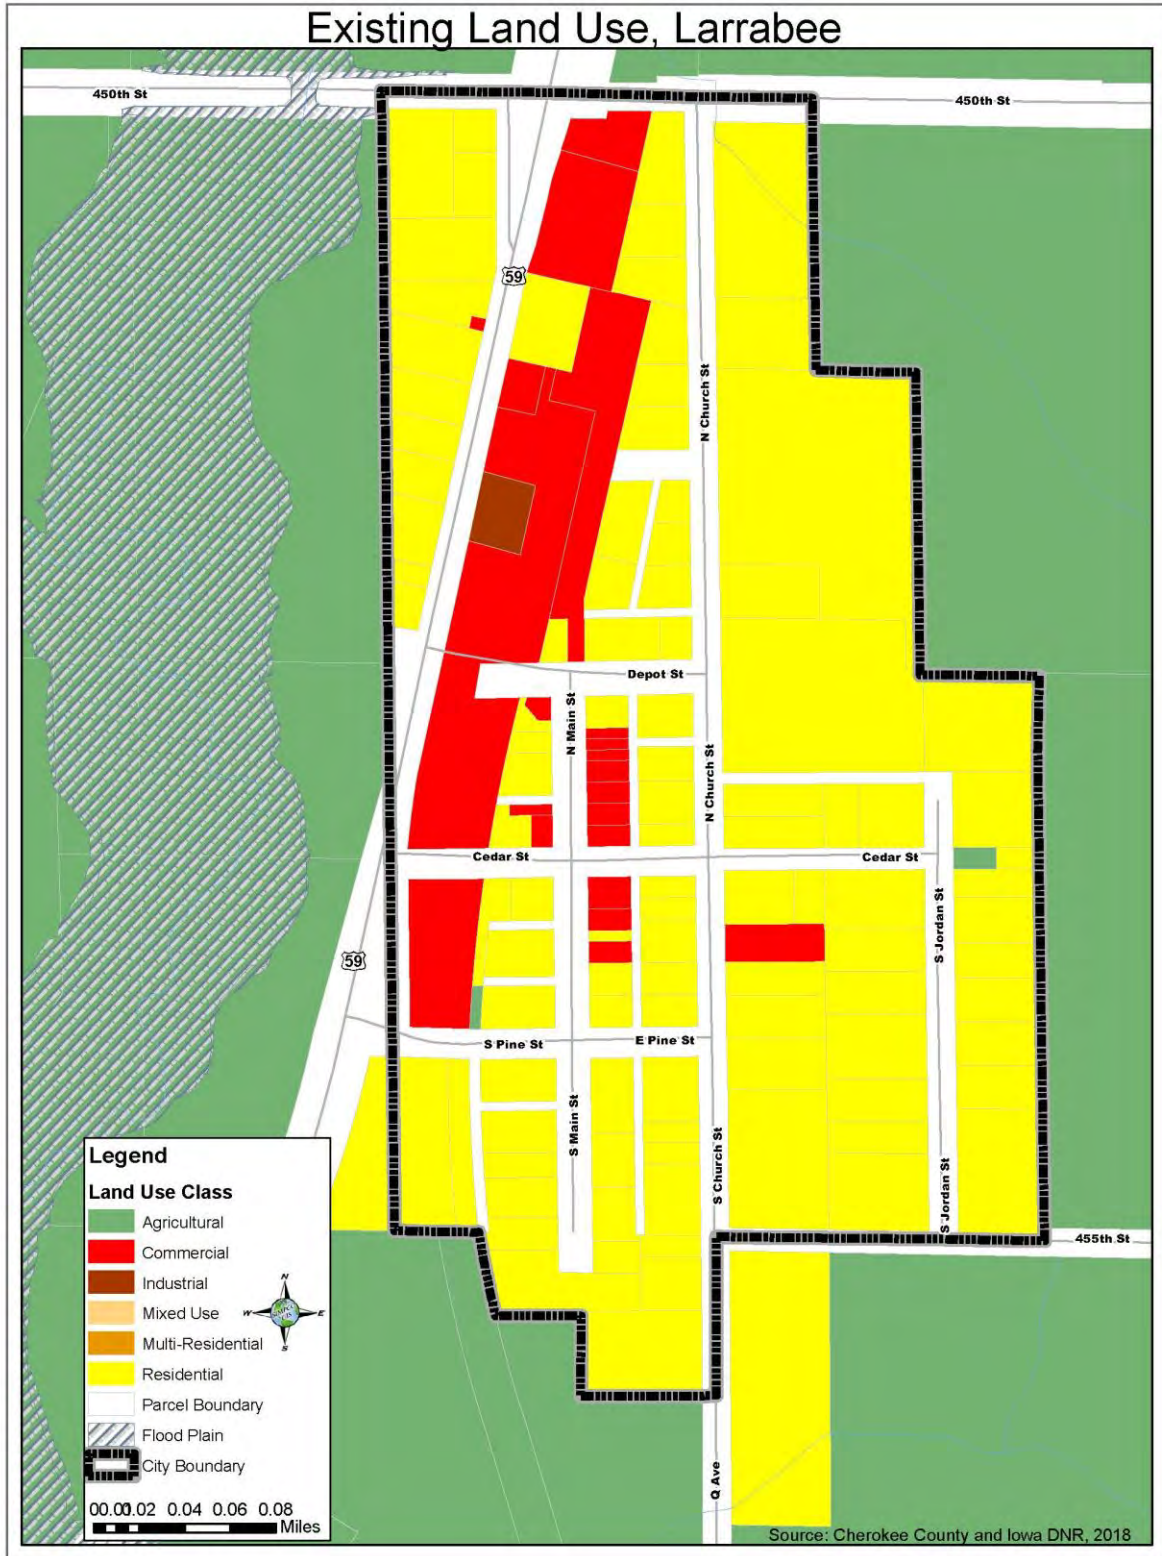 Existing Land Use, Larrabee
450th St
450th St
59
N Church St
Depot St
N Main St
N Church St
Cedar St
Cedar St
S Jordan St
59
S Pine St
E Pine St
S Main St
S Church St
S Jordan St
455th St
Q Ave
Legend
Land Use Class
Agricultural
Commercial
Industrial
Mixed Use
Multi-Residential
Residential
Parcel Boundary
Flood Plain
City Boundary
N
W
E
S
0.02 0.04 0.06 0.08
Miles
Source: Cherokee County and Iowa DNR, 2018